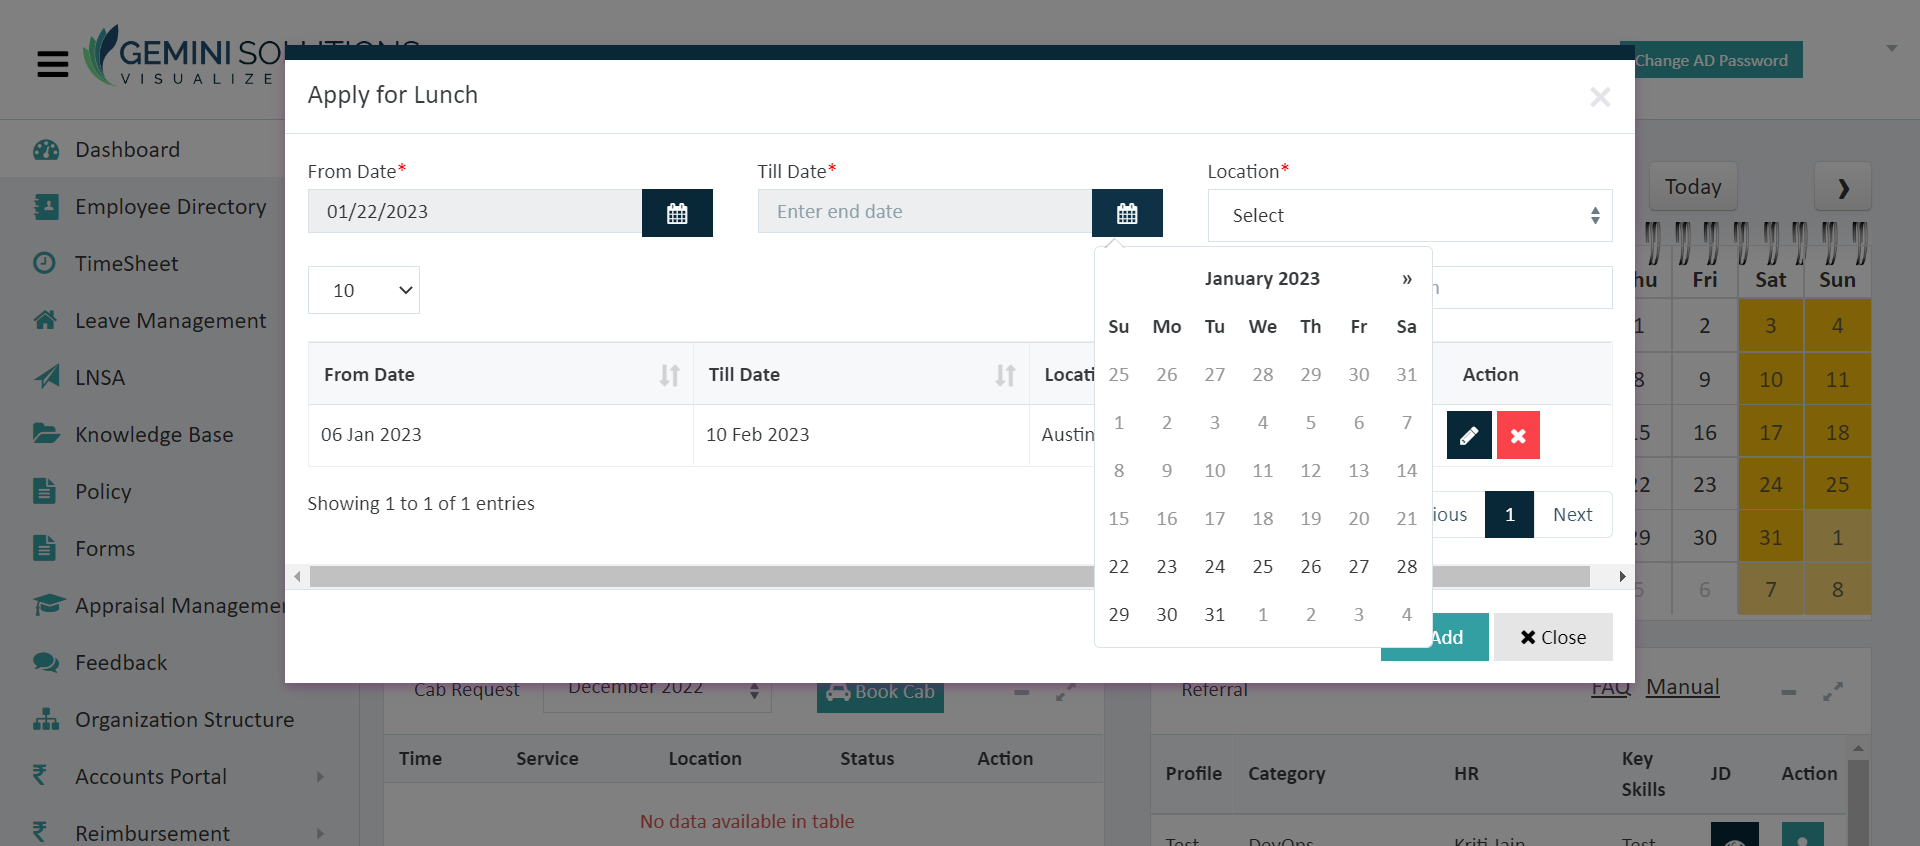 GEMINI SOLUTIONS
VISUALIZE
Change AD Password
Apply for Lunch
×
Dashboard
Employee Directory
TimeSheet
Leave Management
LNSA
Knowledge Base
Policy
Forms
Appraisal Managemen
Feedback
Organization Structure
Accounts Portal
Reimbursement
From Date*
Till Date*
Location*
01/22/2023
Enter end date
Select
10
From Date
Till Date
Locati
Action
06 Jan 2023
10 Feb 2023
Austin
Showing 1 to 1 of 1 entries
ious
1
Next
January 2023 »
Su Mo Tu We Th Fr Sa
25 26 27 28 29 30 31
1 2 3 4 5 6 7
8 9 10 11 12 13 14
15 16 17 18 19 20 21
22 23 24 25 26 27 28
29 30 31 1 2 3 4
Add
Close
Today
hu Fri Sat Sun
1 2 3 4
8 9 10 11
15 16 17 18
22 23 24 25
29 30 31 1
5 6 7 8
Cab Request
December 2022
Book Cab
Time Service Location Status Action
No data available in table
Referral
FAQ
Manual
Profile Category HR Key Skills JD Action
Test DevOps Kriti Jain Test